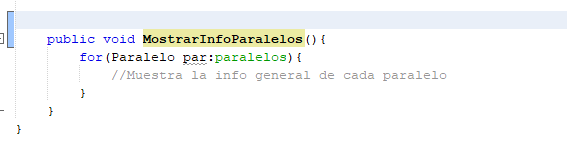 public void MostrarInfoParalelos(){
for(Paralelo par:paralelos){
//Muestra la info general de cada paralelo
}
}
}